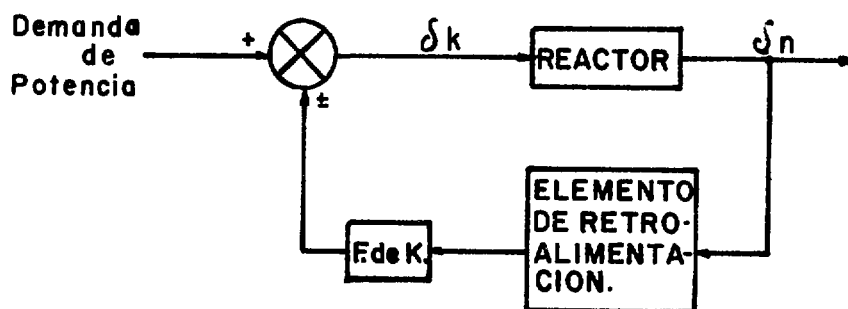 Demanda
de
Potencia
+
±
δk
REACTOR
δn
ELEMENTO
DE RETRO-
ALIMENTA-
CION.
F.de K.